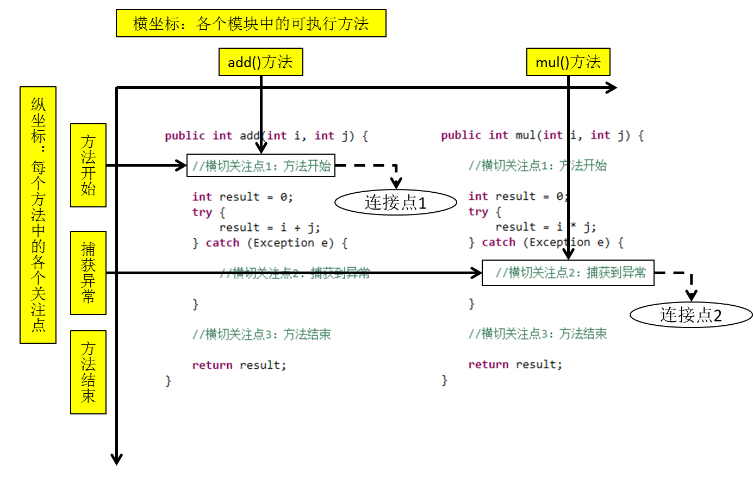 横坐标：各个模块中的可执行方法
add()方法
mul()方法
纵坐标：每个方法中的各个关注点
方法开始
捕获异常
方法结束
public int add(int i, int j) {
//横切关注点1：方法开始
int result = 0;
try {
result = i + j;
} catch (Exception e) {
//横切关注点2：捕获到异常
}
//横切关注点3：方法结束
return result;
}
连接点1
public int mul(int i, int j) {
//横切关注点1：方法开始
int result = 0;
try {
result = i * j;
} catch (Exception e) {
//横切关注点2：捕获到异常
}
//横切关注点3：方法结束
return result;
}
连接点2